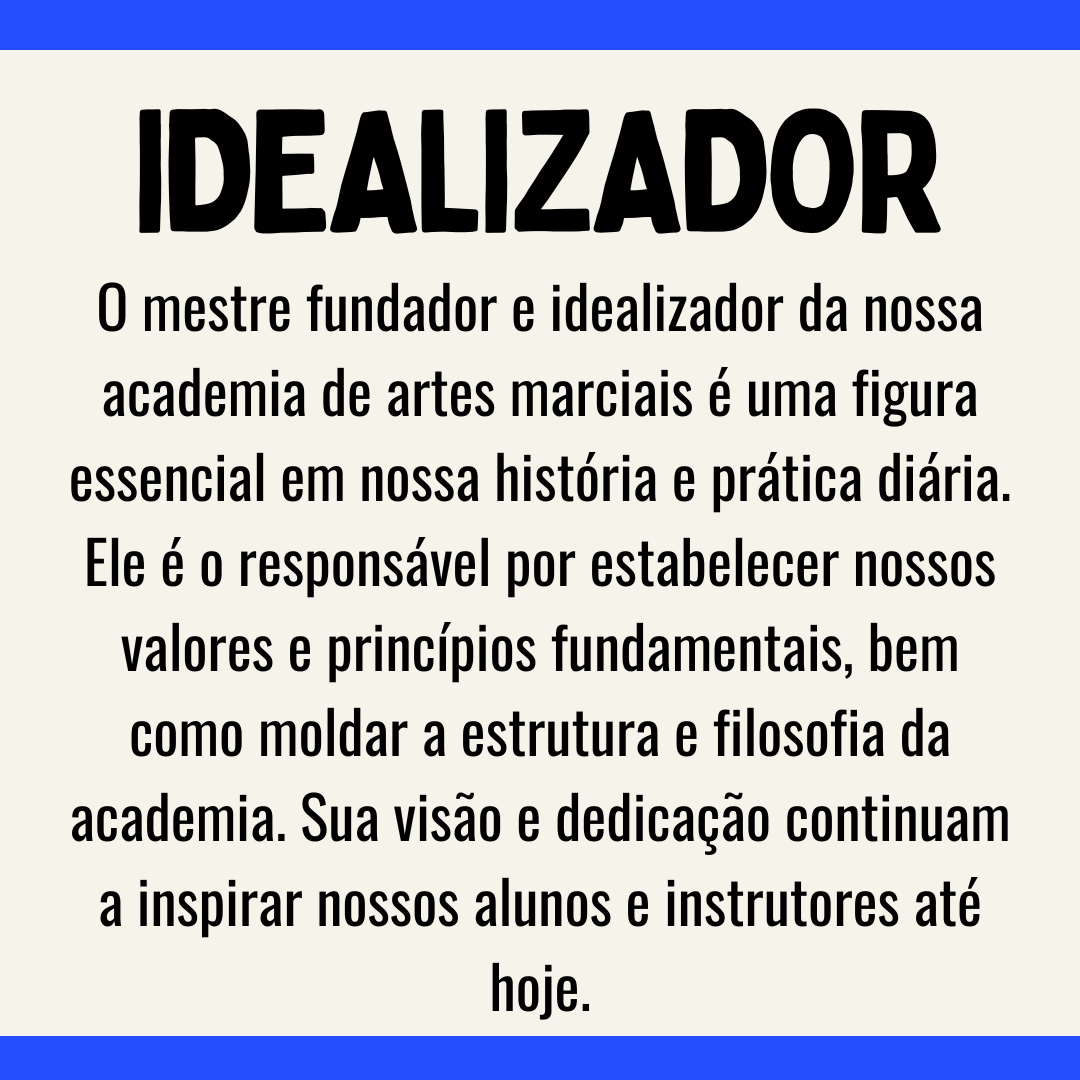 IDEALIZADOR
O mestre fundador e idealizador da nossa
academia de artes marciais é uma figura
essencial em nossa história e prática diária.
Ele é o responsável por estabelecer nossos
valores e princípios fundamentais, bem
como moldar a estrutura e filosofia da
academia. Sua visão e dedicação continuam
a inspirar nossos alunos e instrutores até
hoje.